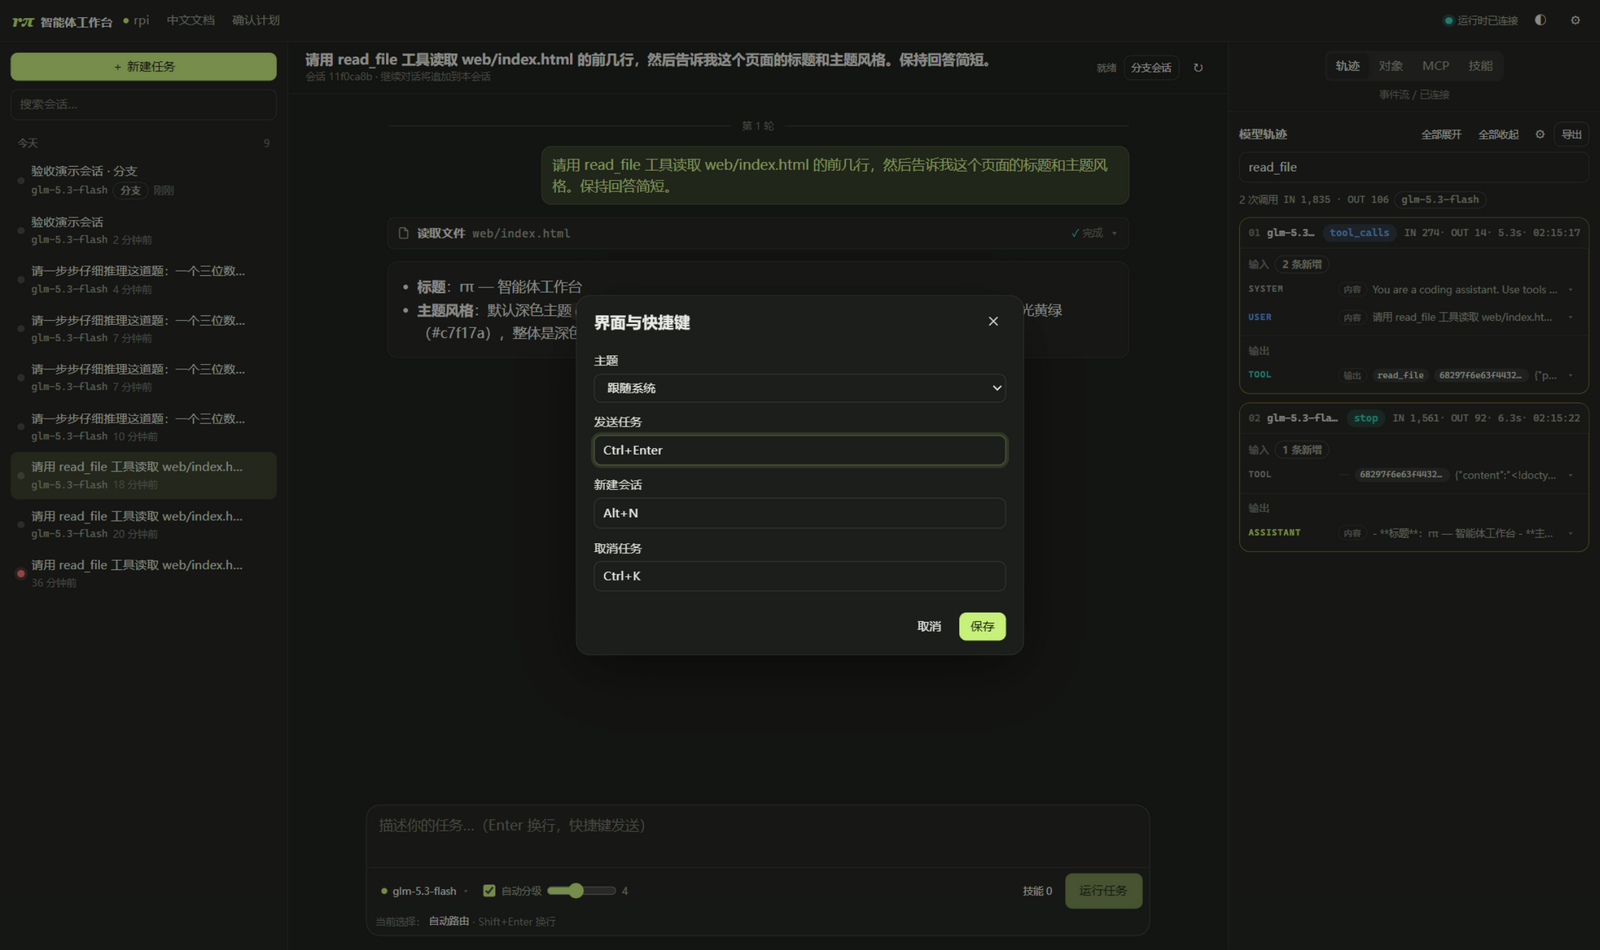 rπ 智能体工作台 rpi 中文文档 确认计划
运行时已连接
+ 新建任务
搜索会话...
今天 9
验收演示会话 · 分支
glm-5.3-flash 分支 刚刚
验收演示会话
glm-5.3-flash 2 分钟前
请一步步仔细推理这道题：一个三位数...
glm-5.3-flash 4 分钟前
请一步步仔细推理这道题：一个三位数...
glm-5.3-flash 7 分钟前
请一步步仔细推理这道题：一个三位数...
glm-5.3-flash 7 分钟前
请一步步仔细推理这道题：一个三位数...
glm-5.3-flash 10 分钟前
请用 read_file 工具读取 web/index.h...
glm-5.3-flash 18 分钟前
请用 read_file 工具读取 web/index.h...
glm-5.3-flash 20 分钟前
请用 read_file 工具读取 web/index.h...
36 分钟前
请用 read_file 工具读取 web/index.html 的前几行，然后告诉我这个页面的标题和主题风格。保持回答简短。
会话 11f0ca8b · 继续对话将追加到本会话
就绪 分支会话
第 1 轮
请用 read_file 工具读取 web/index.html 的前几行，然后告诉我这个页面的标题和主题风
格。保持回答简短。
读取文件 web/index.html ✓ 完成
• 标题：rπ — 智能体工作台
• 主题风格：默认深色主题 光黄绿
（#c7f17a），整体是深色
界面与快捷键
主题
跟随系统
发送任务
Ctrl+Enter
新建会话
Alt+N
取消任务
Ctrl+K
取消 保存
描述你的任务...（Enter 换行，快捷键发送）
glm-5.3-flash 自动分级 4 技能 0 运行任务
当前选择： 自动路由 · Shift+Enter 换行
轨迹 对象 MCP 技能
事件流 / 已连接
模型轨迹 全部展开 全部收起 导出
read_file
2 次调用 IN 1,835 · OUT 106 glm-5.3-flash
01 glm-5.3… tool_calls IN 274· OUT 14· 5.3s· 02:15:17
输入 2 条新增
SYSTEM 内容 You are a coding assistant. Use tools ...
USER 内容 请用 read_file 工具读取 web/index.ht...
输出
TOOL 输出 read_file 68297f6e63f4432… {"p...
02 glm-5.3-fla… stop IN 1,561· OUT 92· 6.3s· 02:15:22
输入 1 条新增
TOOL — 68297f6e63f4432… {"content":"<!docty...
输出
ASSISTANT 内容 - **标题**：rπ — 智能体工作台 - **主...